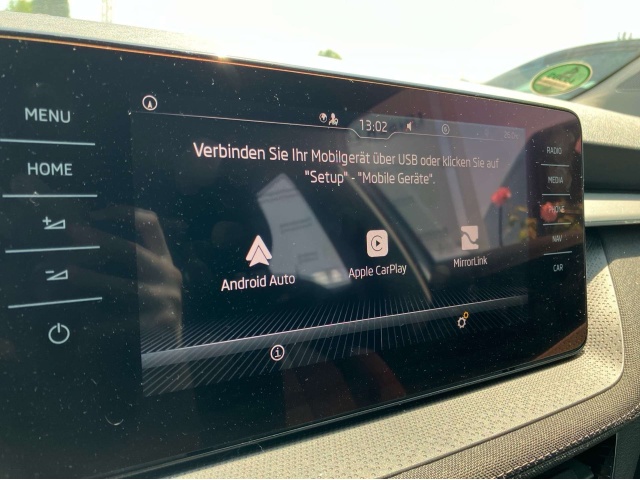 MENU
HOME
13:02
Verbinden Sie Ihr Mobilgerät über USB oder klicken Sie auf
"Setup" - "Mobile Geräte".
Android Auto
Apple CarPlay
MirrorLink
RADIO
MEDIA
PHONE
NAV
CAR